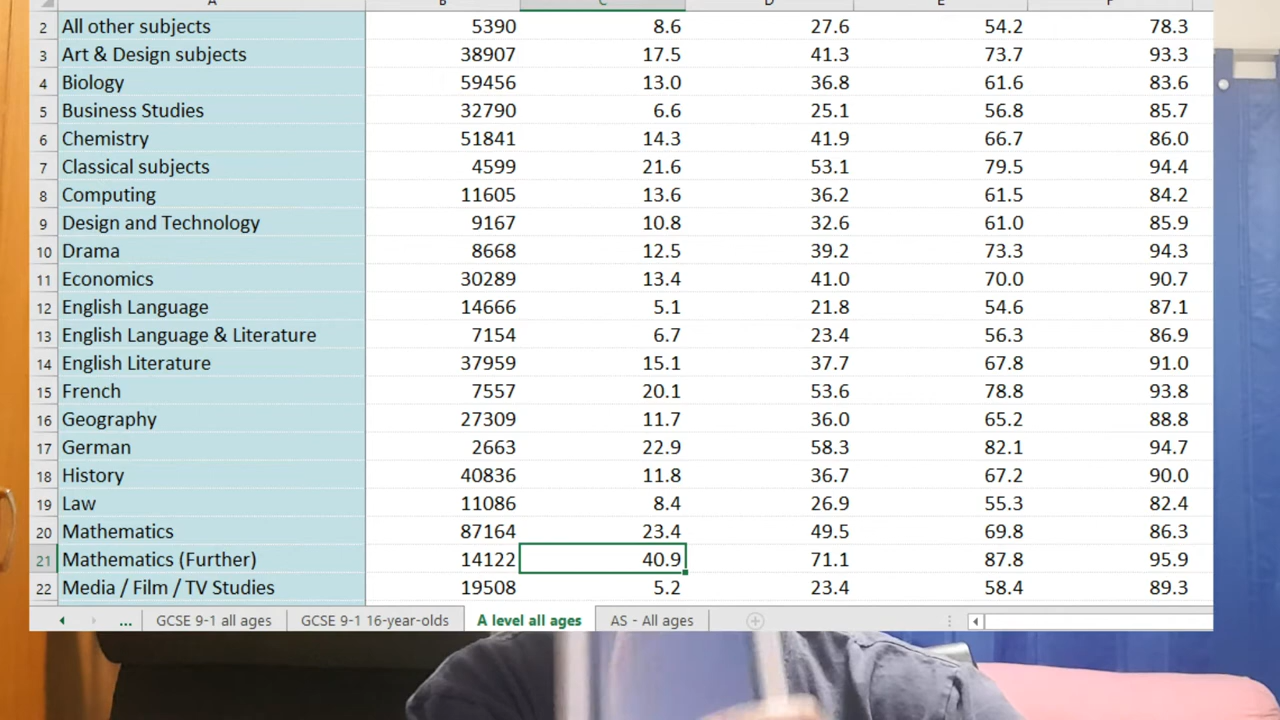 2 All other subjects 5390 8.6 27.6 54.2 78.3
3 Art & Design subjects 38907 17.5 41.3 73.7 93.3
4 Biology 59456 13.0 36.8 61.6 83.6
5 Business Studies 32790 6.6 25.1 56.8 85.7
6 Chemistry 51841 14.3 41.9 66.7 86.0
7 Classical subjects 4599 21.6 53.1 79.5 94.4
8 Computing 11605 13.6 36.2 61.5 84.2
9 Design and Technology 9167 10.8 32.6 61.0 85.9
10 Drama 8668 12.5 39.2 73.3 94.3
11 Economics 30289 13.4 41.0 70.0 90.7
12 English Language 14666 5.1 21.8 54.6 87.1
13 English Language & Literature 7154 6.7 23.4 56.3 86.9
14 English Literature 37959 15.1 37.7 67.8 91.0
15 French 7557 20.1 53.6 78.8 93.8
16 Geography 27309 11.7 36.0 65.2 88.8
17 German 2663 22.9 58.3 82.1 94.7
18 History 40836 11.8 36.7 67.2 90.0
19 Law 11086 8.4 26.9 55.3 82.4
20 Mathematics 87164 23.4 49.5 69.8 86.3
21 Mathematics (Further) 14122 40.9 71.1 87.8 95.9
22 Media / Film / TV Studies 19508 5.2 23.4 58.4 89.3
... GCSE 9-1 all ages GCSE 9-1 16-year-olds A level all ages AS - All ages